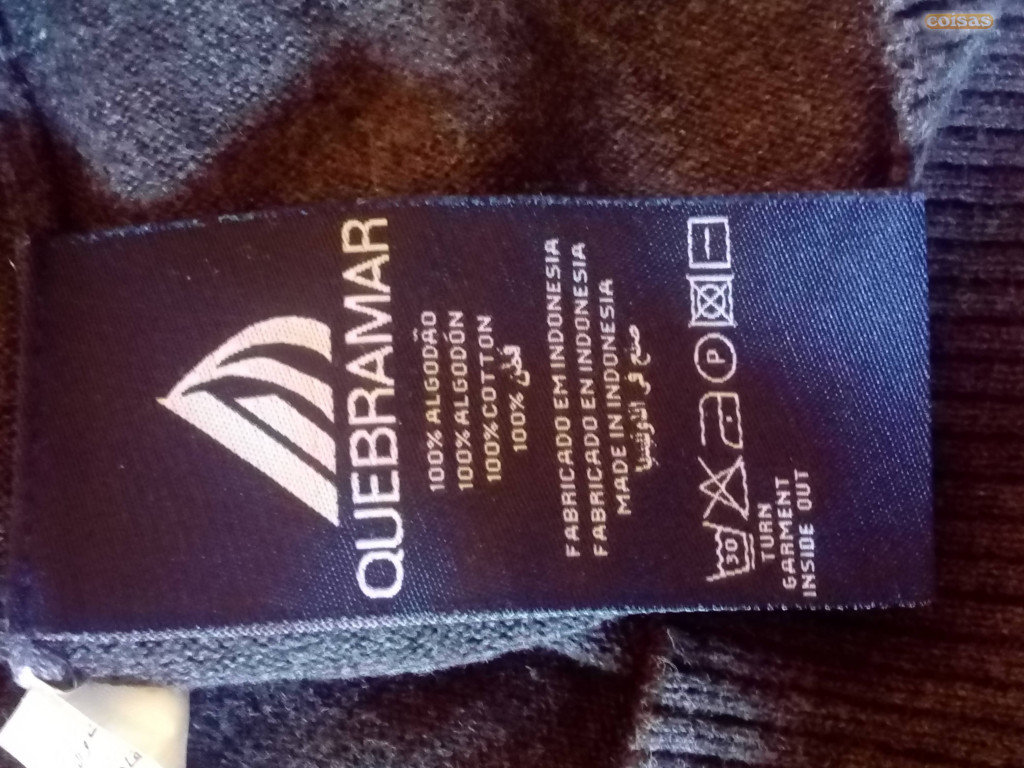 coisas
QUEBRAMAR
100% ALGODÃO
100% ALGODÓN
100% COTTON
100% قطن
FABRICADO EM INDONESIA
FABRICADO EN INDONESIA
MADE IN INDONESIA
صنع في اندونيسيا
30 P
TURN
GARMENT
INSIDE OUT